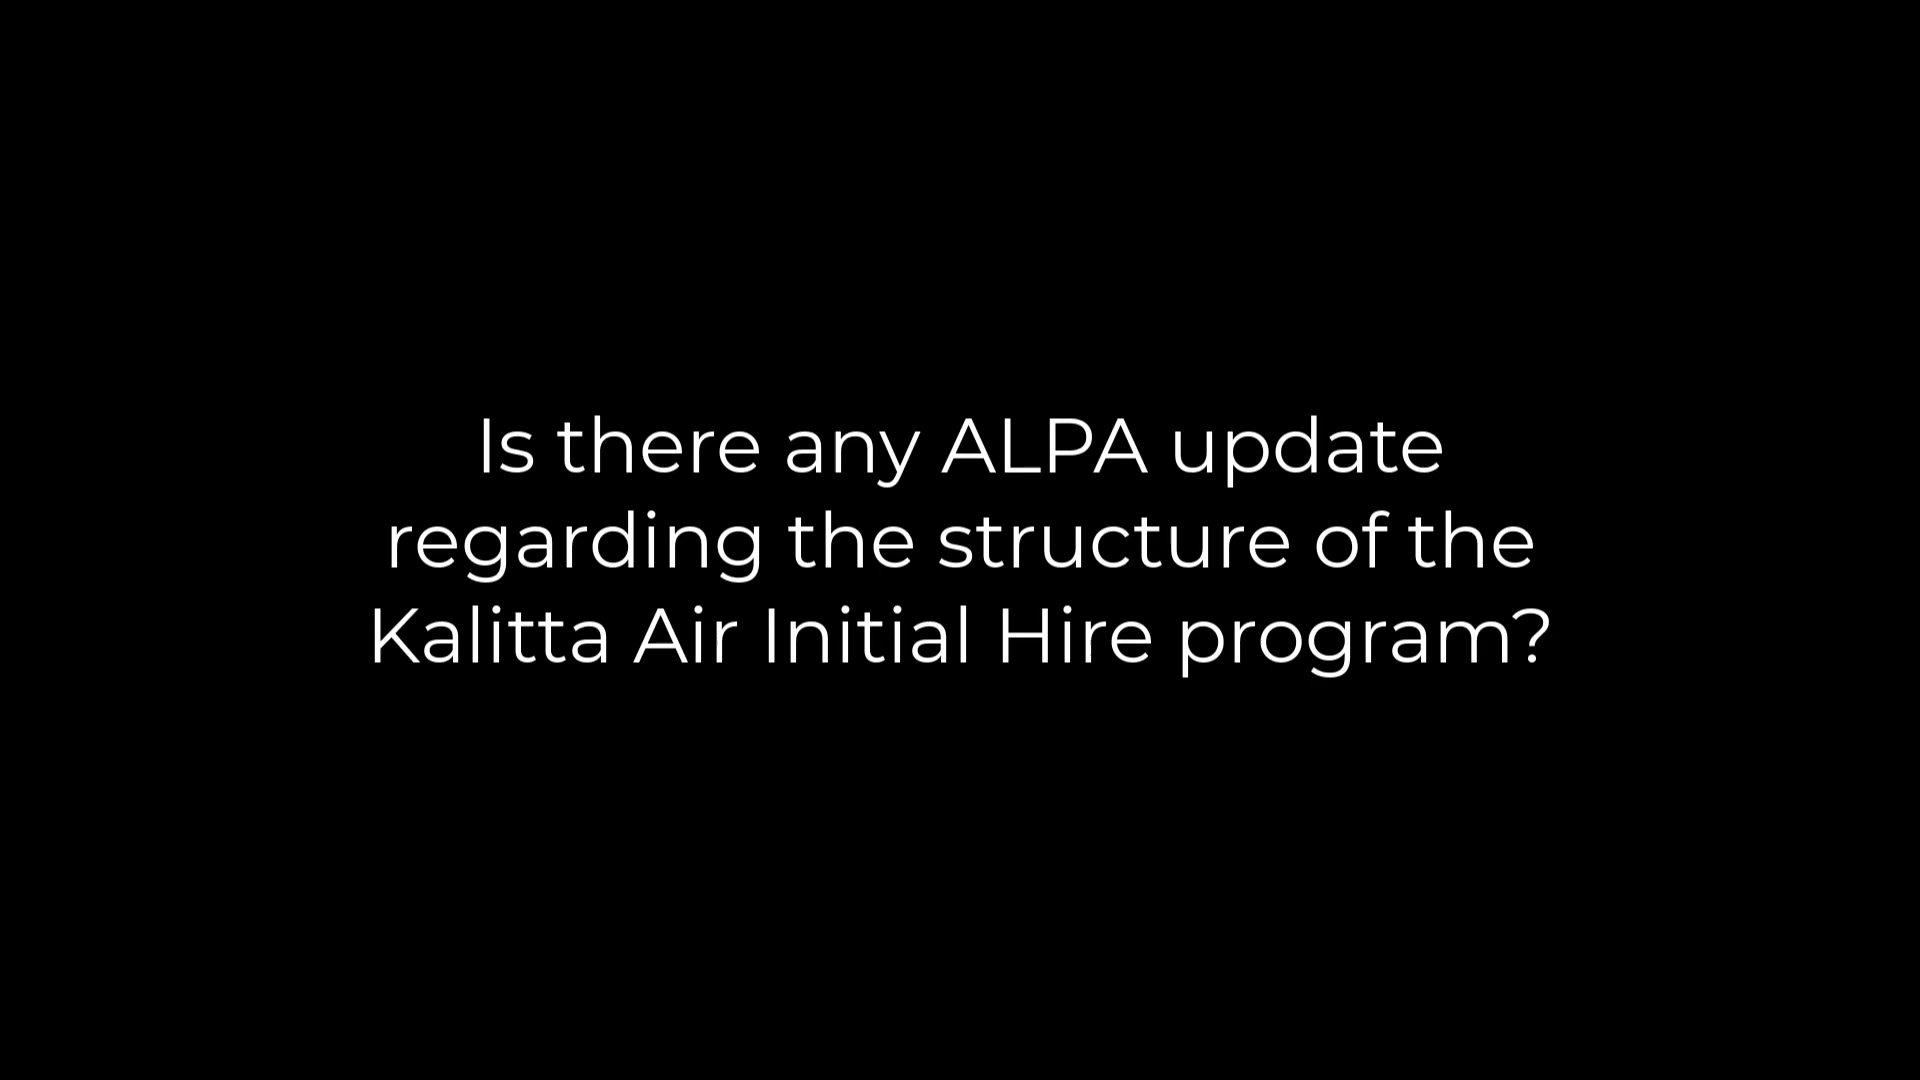 Is there any ALPA update
regarding the structure of the
Kalitta Air Initial Hire program?